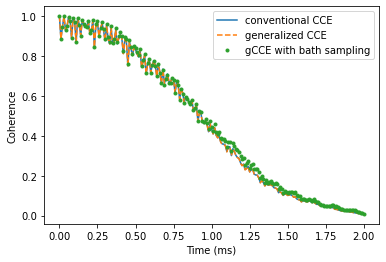 conventional CCE
generalized CCE
gCCE with bath sampling
Coherence
1.0
0.8
0.6
0.4
0.2
0.0
0.00 0.25 0.50 0.75 1.00 1.25 1.50 1.75 2.00
Time (ms)